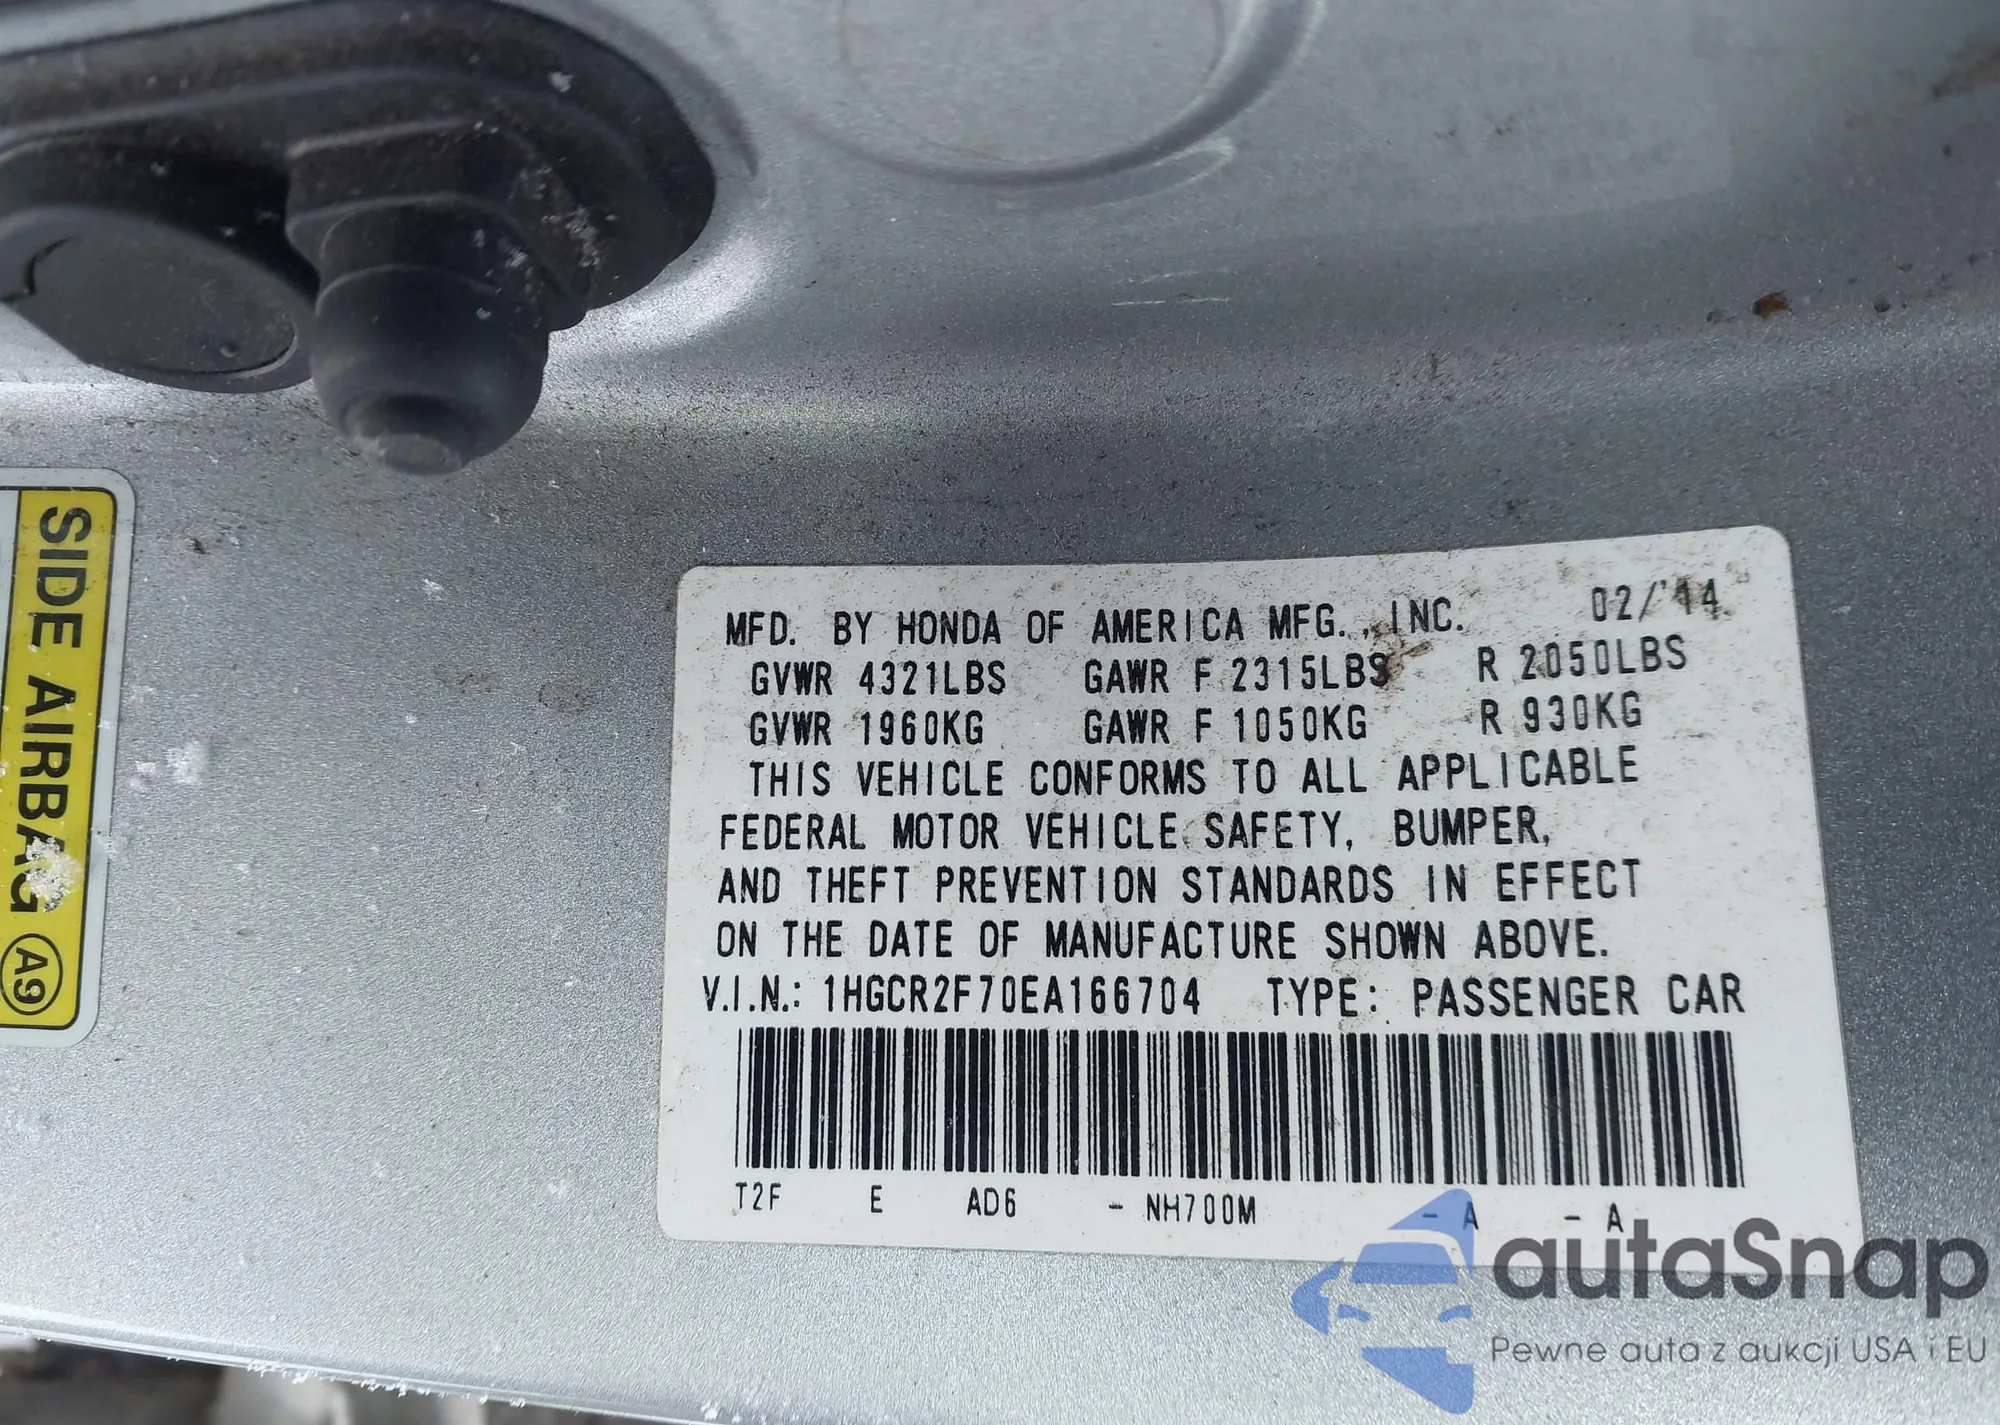 SIDE AIRBAG A9
MFD. BY HONDA OF AMERICA MFG., INC. 02/'14
GVWR 4321LBS GAWR F 2315LBS R 2050LBS
GVWR 1960KG GAWR F 1050KG R 930KG
THIS VEHICLE CONFORMS TO ALL APPLICABLE
FEDERAL MOTOR VEHICLE SAFETY, BUMPER,
AND THEFT PREVENTION STANDARDS IN EFFECT
ON THE DATE OF MANUFACTURE SHOWN ABOVE.
V.I.N.: 1HGCR2F70EA166704 TYPE: PASSENGER CAR
T2F E AD6 - NH700M - A - A
autaSnap
Pewne auta z aukcji USA i EU